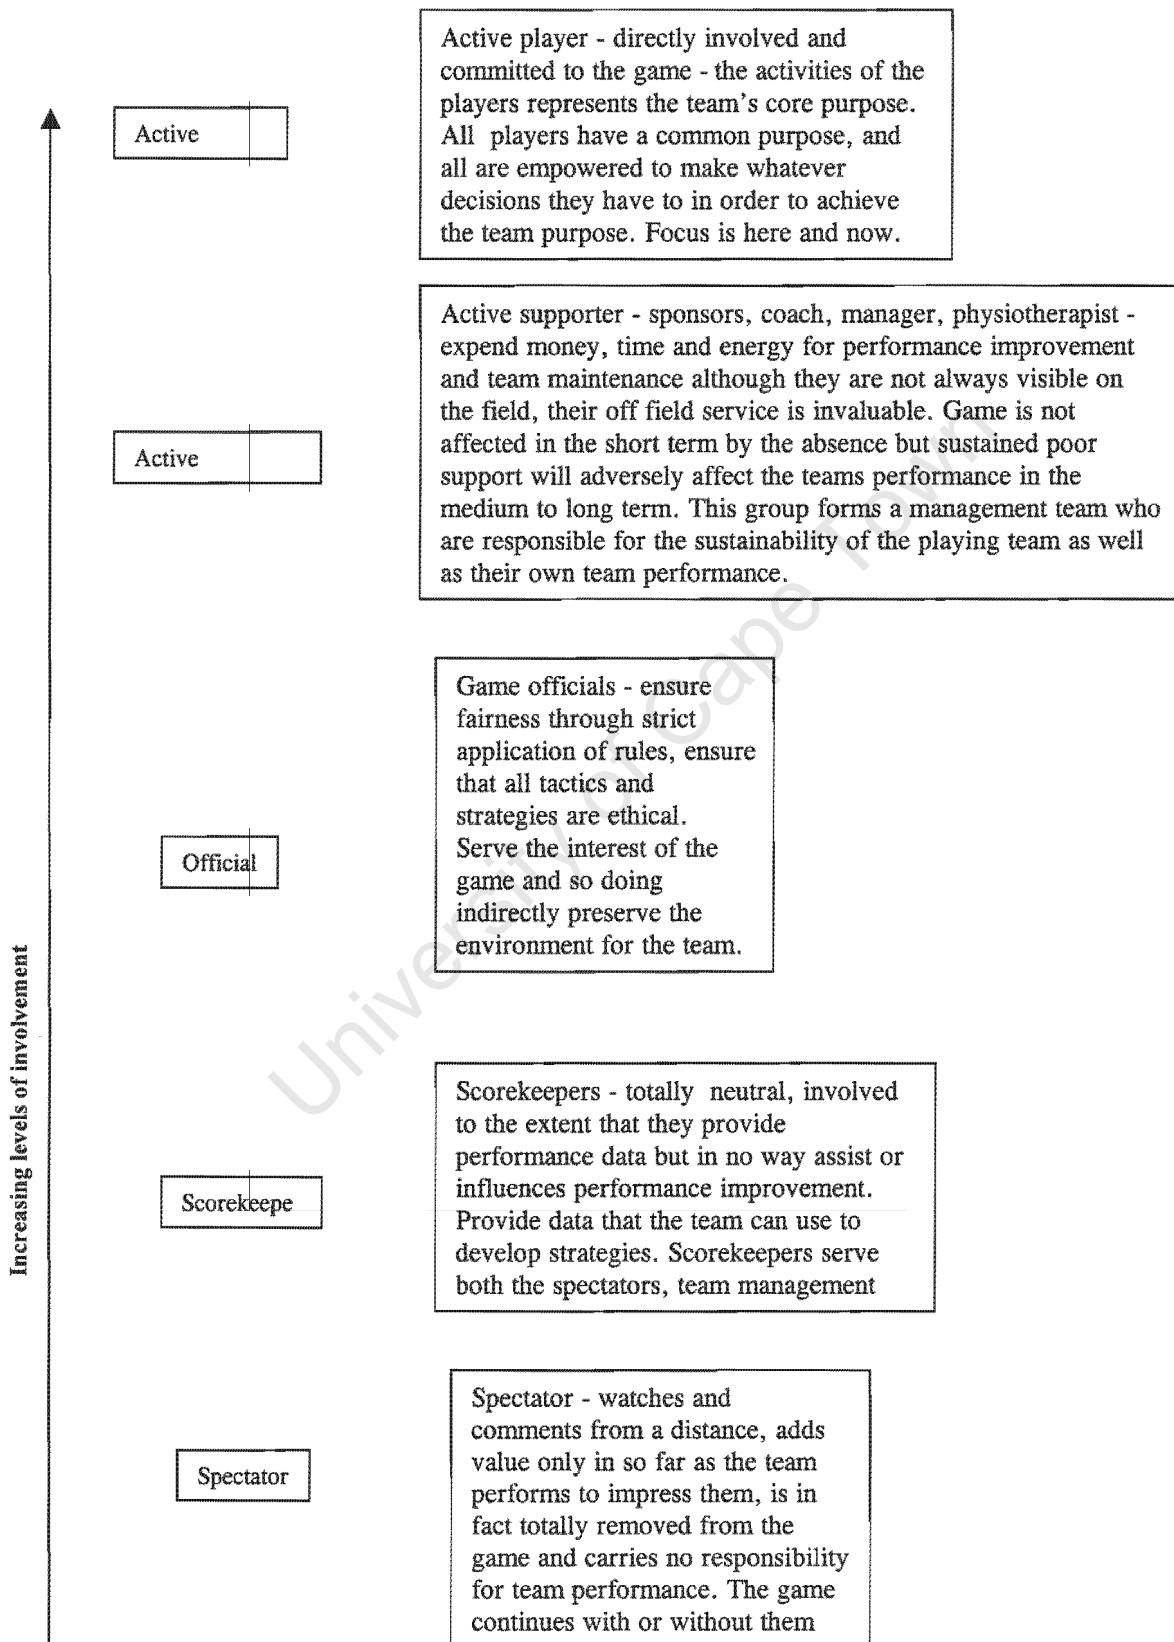 Active
Active player - directly involved and
committed to the game - the activities of the
players represents the team's core purpose.
All players have a common purpose, and
all are empowered to make whatever
decisions they have to in order to achieve
the team purpose. Focus is here and now.
Active
Active supporter - sponsors, coach, manager, physiotherapist -
expend money, time and energy for performance improvement
and team maintenance although they are not always visible on
the field, their off field service is invaluable. Game is not
affected in the short term by the absence but sustained poor
support will adversely affect the teams performance in the
medium to long term. This group forms a management team who
are responsible for the sustainability of the playing team as well
as their own team performance.
Official
Game officials - ensure
fairness through strict
application of rules, ensure
that all tactics and
strategies are ethical.
Serve the interest of the
game and so doing
indirectly preserve the
environment for the team.
Increasing levels of involvement
Scorekeepe
Scorekeepers - totally neutral, involved
to the extent that they provide
performance data but in no way assist or
influences performance improvement.
Provide data that the team can use to
develop strategies. Scorekeepers serve
both the spectators, team management
Spectator
Spectator - watches and
comments from a distance, adds
value only in so far as the team
performs to impress them, is in
fact totally removed from the
game and carries no responsibility
for team performance. The game
continues with or without them
University of Cape Town